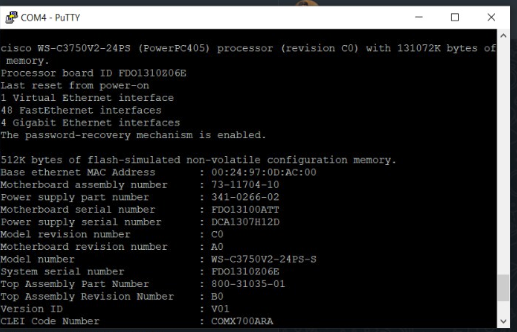 COM4 - PuTTY
cisco WS-C3750V2-24PS (PowerPC405) processor (revision C0) with 131072K bytes of
memory.
Processor board ID FDO1310Z06E
Last reset from power-on
1 Virtual Ethernet interface
48 FastEthernet interfaces
4 Gigabit Ethernet interfaces
The password-recovery mechanism is enabled.
512K bytes of flash-simulated non-volatile configuration memory.
Base ethernet MAC Address : 00:24:97:0D:AC:00
Motherboard assembly number : 73-11704-10
Power supply part number : 341-0266-02
Motherboard serial number : FDO13100ATT
Power supply serial number : DCA1307H12D
Model revision number : C0
Motherboard revision number : A0
Model number : WS-C3750V2-24PS-S
System serial number : FDO1310Z06E
Top Assembly Part Number : 800-31035-01
Top Assembly Revision Number : B0
Version ID : V01
CLEI Code Number : COMX700ARA